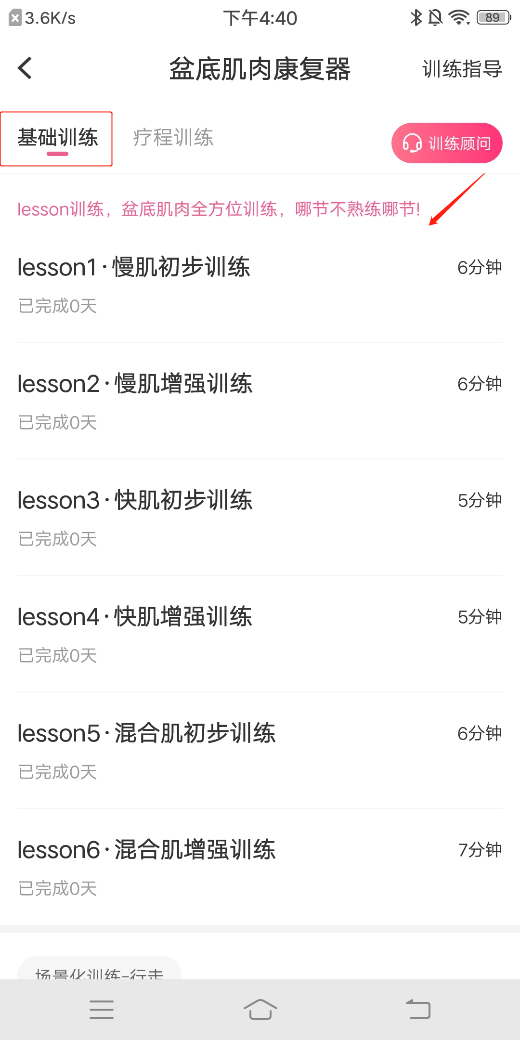 3.6K/s 下午4:40 89
盆底肌肉康复器 训练指导
基础训练 疗程训练 训练顾问
lesson训练，盆底肌肉全方位训练，哪节不熟练哪节!
lesson1·慢肌初步训练 6分钟
已完成0天
lesson2·慢肌增强训练 6分钟
已完成0天
lesson3·快肌初步训练 5分钟
已完成0天
lesson4·快肌增强训练 5分钟
已完成0天
lesson5·混合肌初步训练 6分钟
已完成0天
lesson6·混合肌增强训练 7分钟
已完成0天
场景化训练-行走